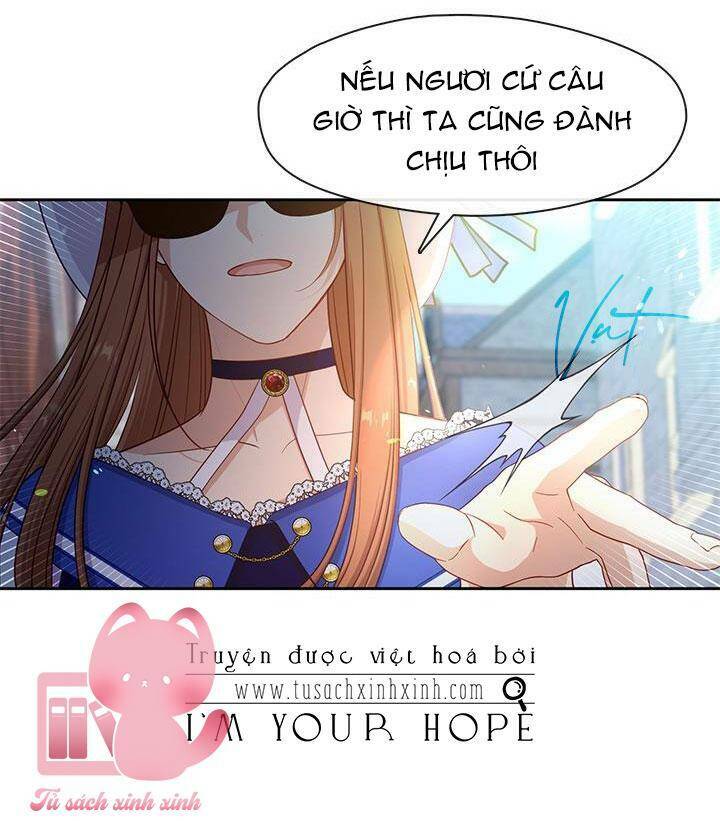 NẾU NGƯƠI CỨ CÂU
GIỜ THÌ TA CŨNG ĐÀNH
CHỊU THÔI
Vụt
Truyện được việt hoá bởi
www.tusachxinhxinh.com
I'M YOUR HOPE
Tủ sách xinh xinh